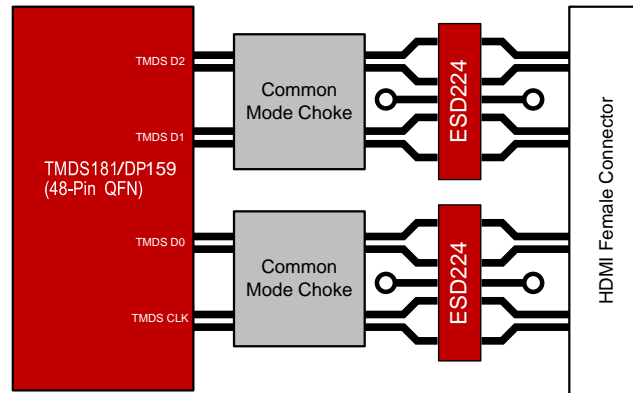 TMDS D2
TMDS D1
TMDS181/DP159
(48-Pin QFN)
TMDS D0
TMDS CLK
Common
Mode Choke
Common
Mode Choke
ESD224
ESD224
HDMI Female Connector